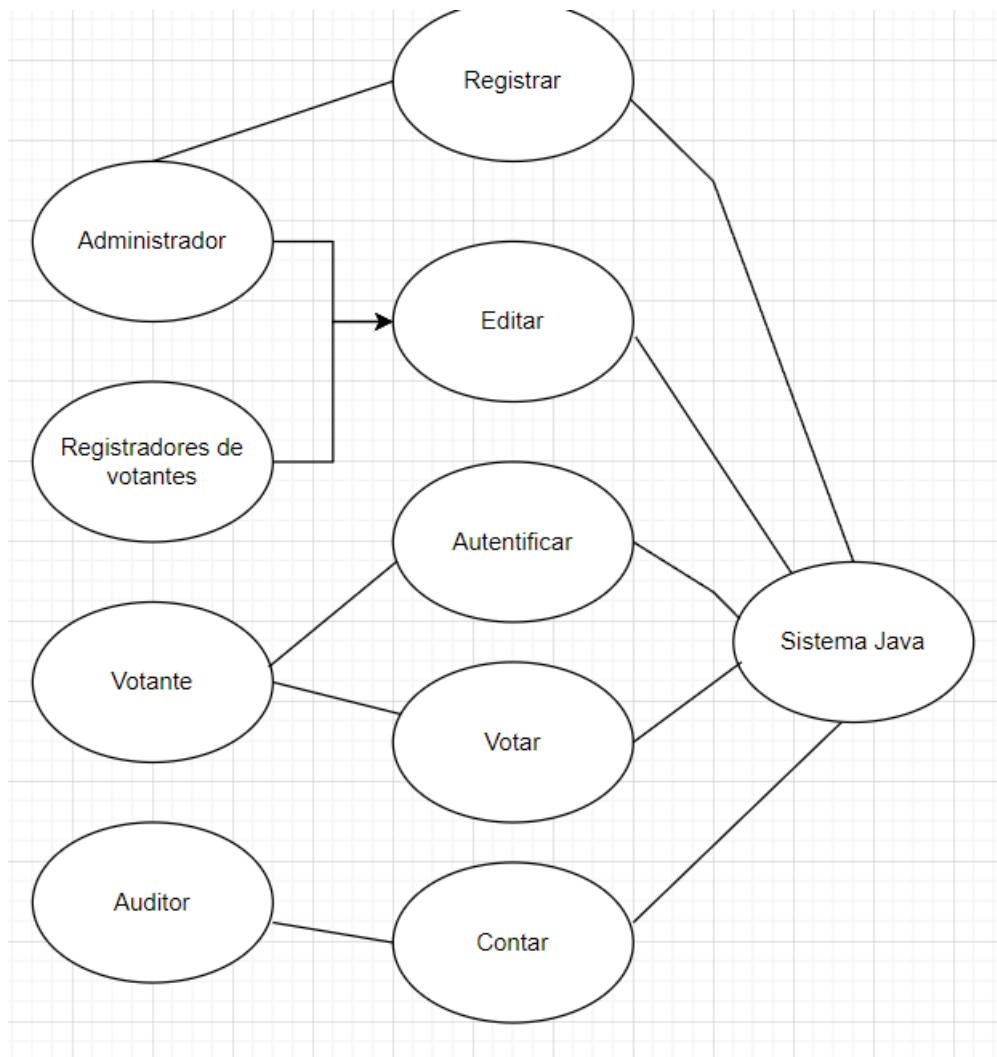 Registrar
Administrador
Editar
Registradores de
votantes
Autentificar
Sistema Java
Votante
Votar
Auditor
Contar